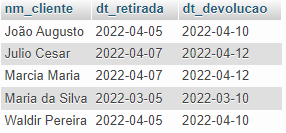 nm_cliente dt_retirada dt_devolucao
João Augusto 2022-04-05 2022-04-10
Julio Cesar 2022-04-07 2022-04-12
Marcia Maria 2022-04-07 2022-04-12
Maria da Silva 2022-03-05 2022-03-10
Waldir Pereira 2022-04-05 2022-04-10